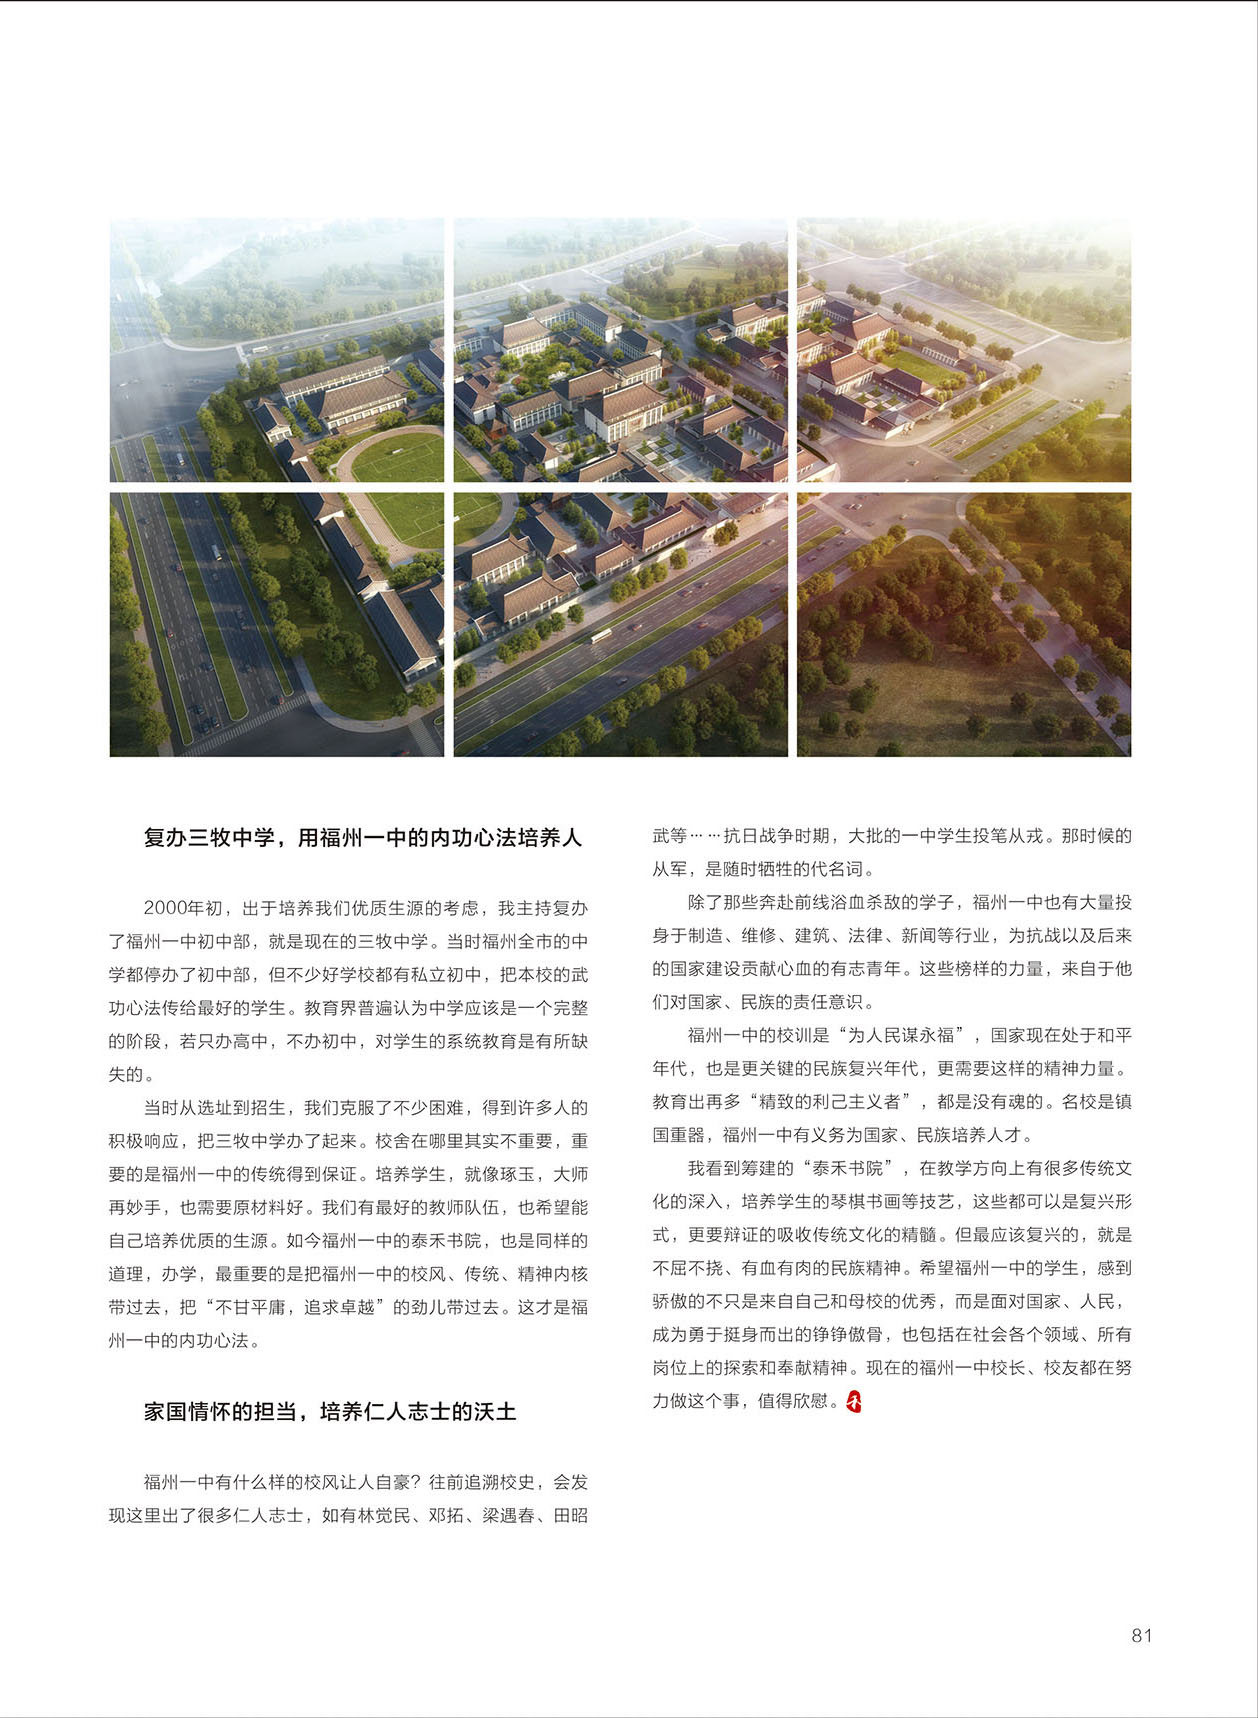 复办三牧中学，用福州一中的内功心法培养人
2000年初，出于培养我们优质生源的考虑，我主持复办
了福州一中初中部，就是现在的三牧中学。当时福州全市的中
学都停办了初中部，但不少好学校都有私立初中，把本校的武
功心法传给最好的学生。教育界普遍认为中学应该是一个完整
的阶段，若只办高中，不办初中，对学生的系统教育是有所缺
失的。
当时从选址到招生，我们克服了不少困难，得到许多人的
积极响应，把三牧中学办了起来。校舍在哪里其实不重要，重
要的是福州一中的传统得到保证。培养学生，就像琢玉，大师
再妙手，也需要原材料好。我们有最好的教师队伍，也希望能
自己培养优质的生源。如今福州一中的泰禾书院，也是同样的
道理，办学，最重要的是把福州一中的校风、传统、精神内核
带过去，把“不甘平庸，追求卓越”的劲儿带过去。这才是福
州一中的内功心法。
家国情怀的担当，培养仁人志士的沃土
福州一中有什么样的校风让人自豪？往前追溯校史，会发
现这里出了很多仁人志士，如有林觉民、邓拓、梁遇春、田昭
武等……抗日战争时期，大批的一中学生投笔从戎。那时候的
从军，是随时牺牲的代名词。
除了那些奔赴前线浴血杀敌的学子，福州一中也有大量投
身于制造、维修、建筑、法律、新闻等行业，为抗战以及后来
的国家建设贡献心血的有志青年。这些榜样的力量，来自于他
们对国家、民族的责任意识。
福州一中的校训是“为人民谋永福”，国家现在处于和平
年代，也是更关键的民族复兴年代，更需要这样的精神力量。
教育出再多“精致的利己主义者”，都是没有魂的。名校是镇
国重器，福州一中有义务为国家、民族培养人才。
我看到筹建的“泰禾书院”，在教学方向上有很多传统文
化的深入，培养学生的琴棋书画等技艺，这些都可以是复兴形
式，更要辩证的吸收传统文化的精髓。但最应该复兴的，就是
不屈不挠、有血有肉的民族精神。希望福州一中的学生，感到
骄傲的不只是来自自己和母校的优秀，而是面对国家、人民，
成为勇于挺身而出的铮铮傲骨，也包括在社会各个领域、所有
岗位上的探索和奉献精神。现在的福州一中校长、校友都在努
力做这个事，值得欣慰。禾
81